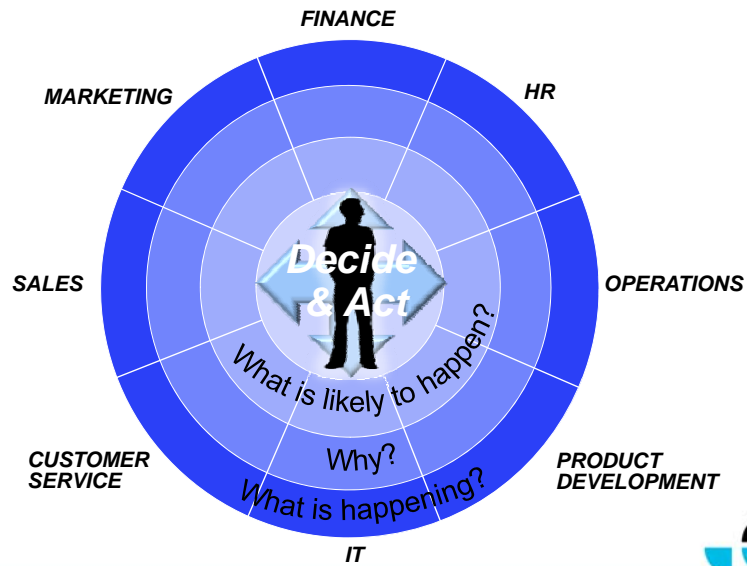 FINANCE
MARKETING
HR
Decide
& Act
SALES
OPERATIONS
What is likely to happen?
Why?
What is happening?
CUSTOMER
SERVICE
PRODUCT
DEVELOPMENT
IT